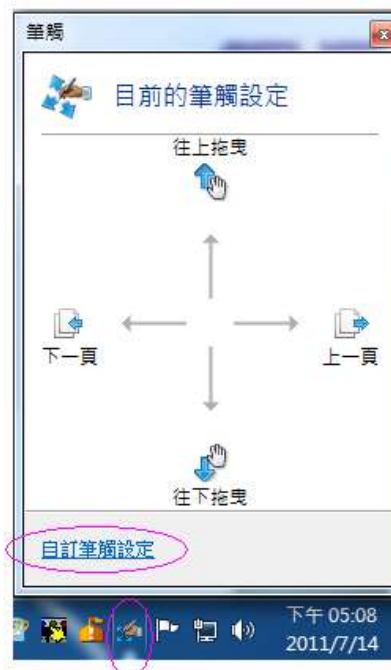 筆觸
目前的筆觸設定
往上拖曳
下一頁
上一頁
往下拖曳
自訂筆觸設定
下午 05:08
2011/7/14